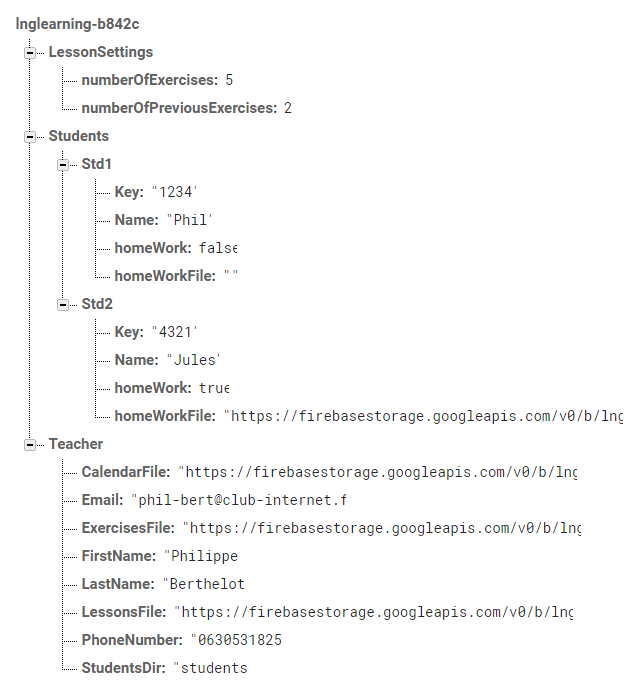 lnglearning-b842c
LessonSettings
numberOfExercises: 5
numberOfPreviousExercises: 2
Students
Std1
Key: "1234'
Name: "Phil'
homeWork: false
homeWorkFile: ""
Std2
Key: "4321'
Name: "Jules'
homeWork: true
homeWorkFile: "https://firebasestorage.googleapis.com/v0/b/lng
Teacher
CalendarFile: "https://firebasestorage.googleapis.com/v0/b/lng
Email: "phil-bert@club-internet.f
ExercisesFile: "https://firebasestorage.googleapis.com/v0/b/lng
FirstName: "Philippe
LastName: "Berthelot
LessonsFile: "https://firebasestorage.googleapis.com/v0/b/lng
PhoneNumber: "0630531825
StudentsDir: "students